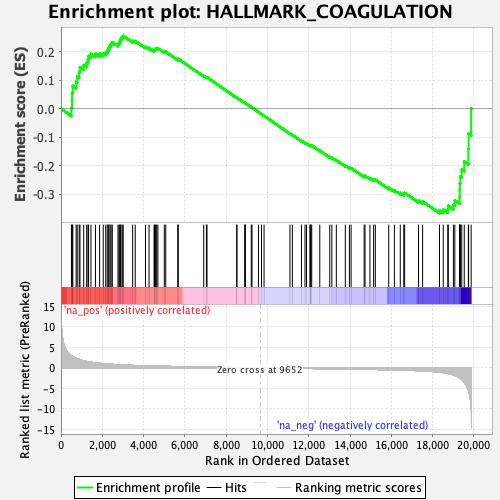 Enrichment plot: HALLMARK_COAGULATION
Enrichment score (ES)
0.2
0.1
0.0
-0.1
-0.2
-0.3
Ranked list metric (PreRanked)
15
10
5
0
-5
-10
-15
'na_pos' (positively correlated)
Zero cross at 9652
'na_neg' (negatively correlated)
0
2,000
4,000
6,000
8,000
10,000
12,000
14,000
16,000
18,000
20,000
Rank in Ordered Dataset
Enrichment profile
Hits
Ranking metric scores